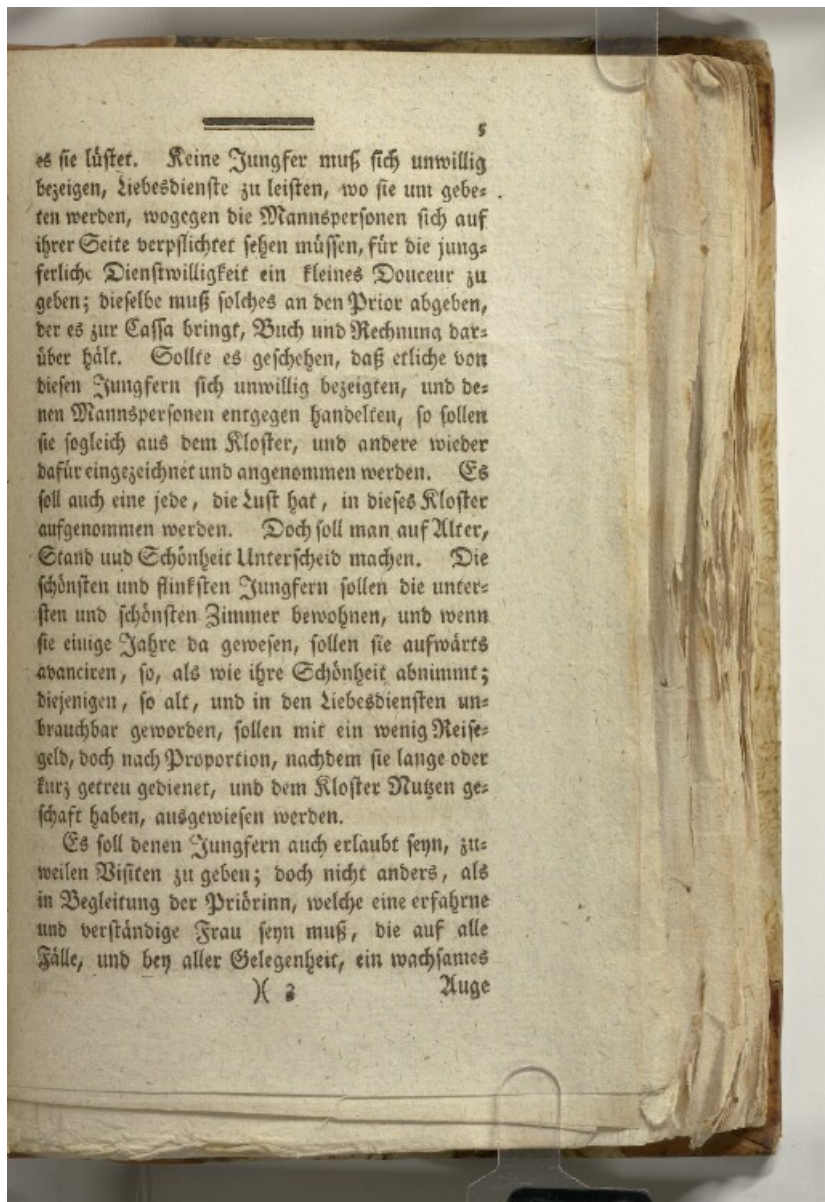 5
es sie lüstet. Keine Jungfer muß sich unwillig
bezeigen, Liebesdienste zu leisten, wo sie um gebe⸗
ten werden, wogegen die Mannspersonen sich auf
ihrer Seite verpflichtet sehen müssen, für die jung⸗
ferliche Dienstwilligkeit ein kleines Douceur zu
geben; dieselbe muß solches an den Prior abgeben,
der es zur Cassa bringt, Buch und Rechnung dar⸗
über hält. Sollte es geschehen, daß etliche von
diesen Jungfern sich unwillig bezeigten, und de⸗
nen Mannspersonen entgegen handelten, so sollen
sie sogleich aus dem Kloster, und andere wieder
dafür eingezeichnet und angenommen werden. Es
soll auch eine jede, die Lust hat, in dieses Kloster
aufgenommen werden. Doch soll man auf Alter,
Stand uud Schönheit Unterscheid machen. Die
schönsten und flinksten Jungfern sollen die unter⸗
sten und schönsten Zimmer bewohnen, und wenn
sie einige Jahre da gewesen, sollen sie aufwärts
avanciren, so, als wie ihre Schönheit abnimmt;
diejenigen, so alt, und in den Liebesdiensten un⸗
brauchbar geworden, sollen mit ein wenig Reise⸗
geld, doch nach Proportion, nachdem sie lange oder
kurz getreu gedienet, und dem Kloster Nutzen ge⸗
schaft haben, ausgewiesen werden.
Es soll denen Jungfern auch erlaubt seyn, zu⸗
weilen Visiten zu geben; doch nicht anders, als
in Begleitung der Priörinn, welche eine erfahrne
und verständige Frau seyn muß, die auf alle
Fälle, und bey aller Gelegenheit, ein wachsames
)( 3 Auge